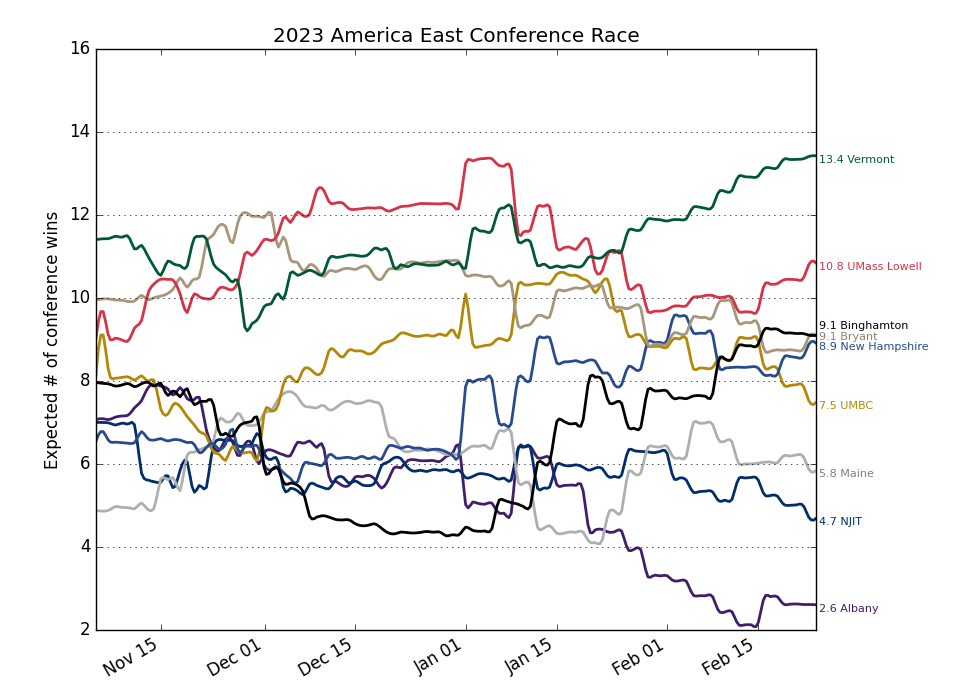 2023 America East Conference Race
Expected # of conference wins
16
14
12
10
8
6
4
2
13.4 Vermont
10.8 UMass Lowell
9.1 Binghamton
9.1 Bryant
8.9 New Hampshire
7.5 UMBC
5.8 Maine
4.7 NJIT
2.6 Albany
Nov 15
Dec 01
Dec 15
Jan 01
Jan 15
Feb 01
Feb 15